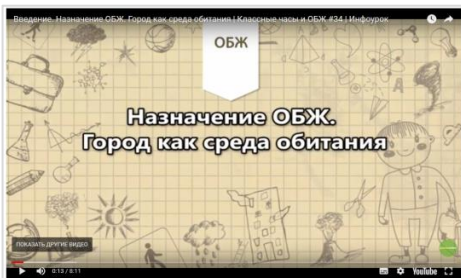 Введение. Назначение ОБЖ. Город как среда обитания | Классные часы и ОБЖ #34 | Инфоурок
ОБЖ
Назначение ОБЖ.
Город как среда обитания
ПОКАЗАТЬ ДРУГИЕ ВИДЕО
0:13 / 8:11
YouTube